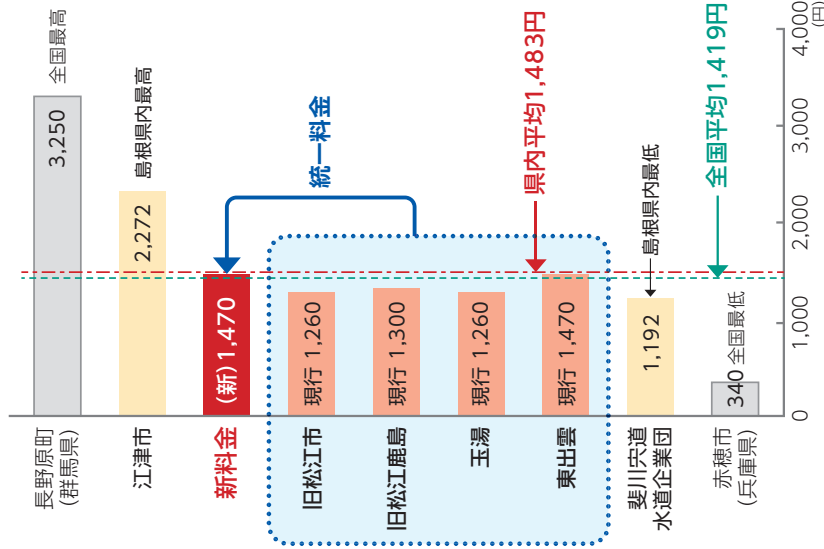 長野原町
(群馬県)
3,250
全国最高
江津市
2,272
島根県内最高
新料金
(新)1,470
統一料金
旧松江市
現行 1,260
旧松江鹿島
現行 1,300
玉湯
現行 1,260
東出雲
現行 1,470
県内平均1,483円
斐川宍道
水道企業団
1,192
島根県内最低
全国平均1,419円
赤穂市
(兵庫県)
340 全国最低
0
1,000
2,000
3,000
4,000
(円)